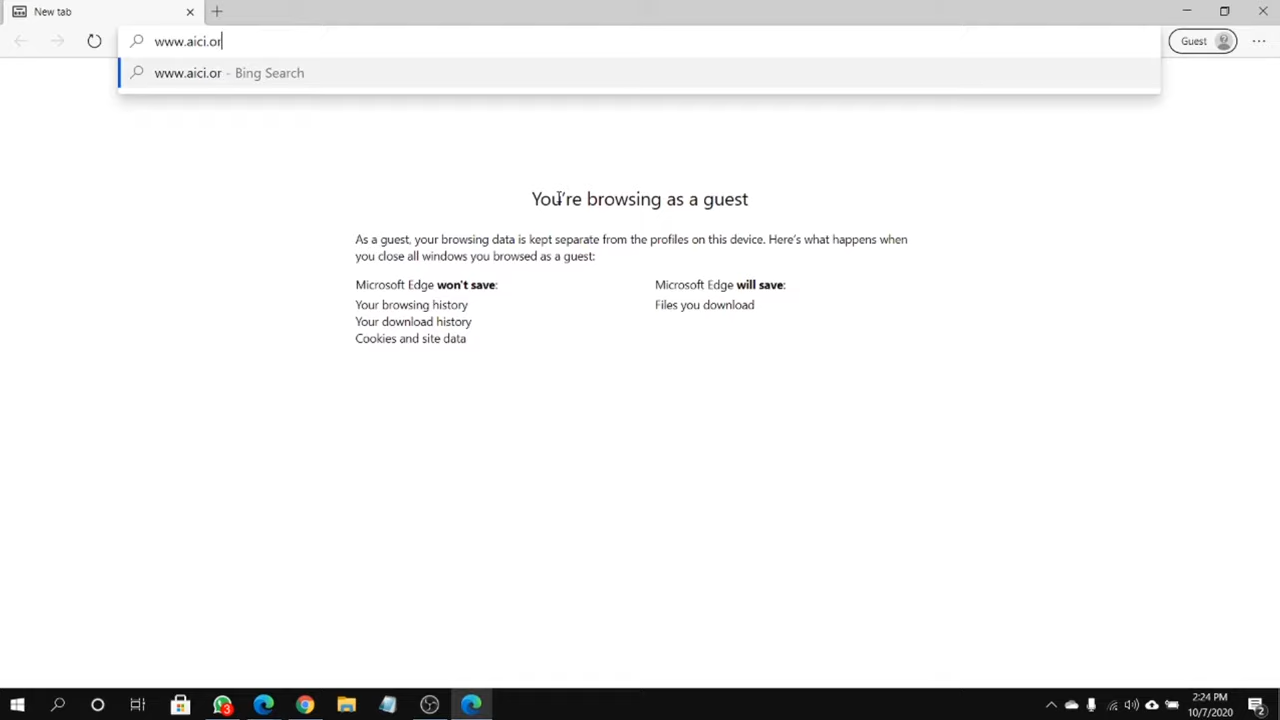 New tab
www.aici.or
Guest
www.aici.or - Bing Search
You're browsing as a guest
As a guest, your browsing data is kept separate from the profiles on this device. Here's what happens when
you close all windows you browsed as a guest:
Microsoft Edge won't save:
Your browsing history
Your download history
Cookies and site data
Microsoft Edge will save:
Files you download
3
2:24 PM
10/7/2020
2